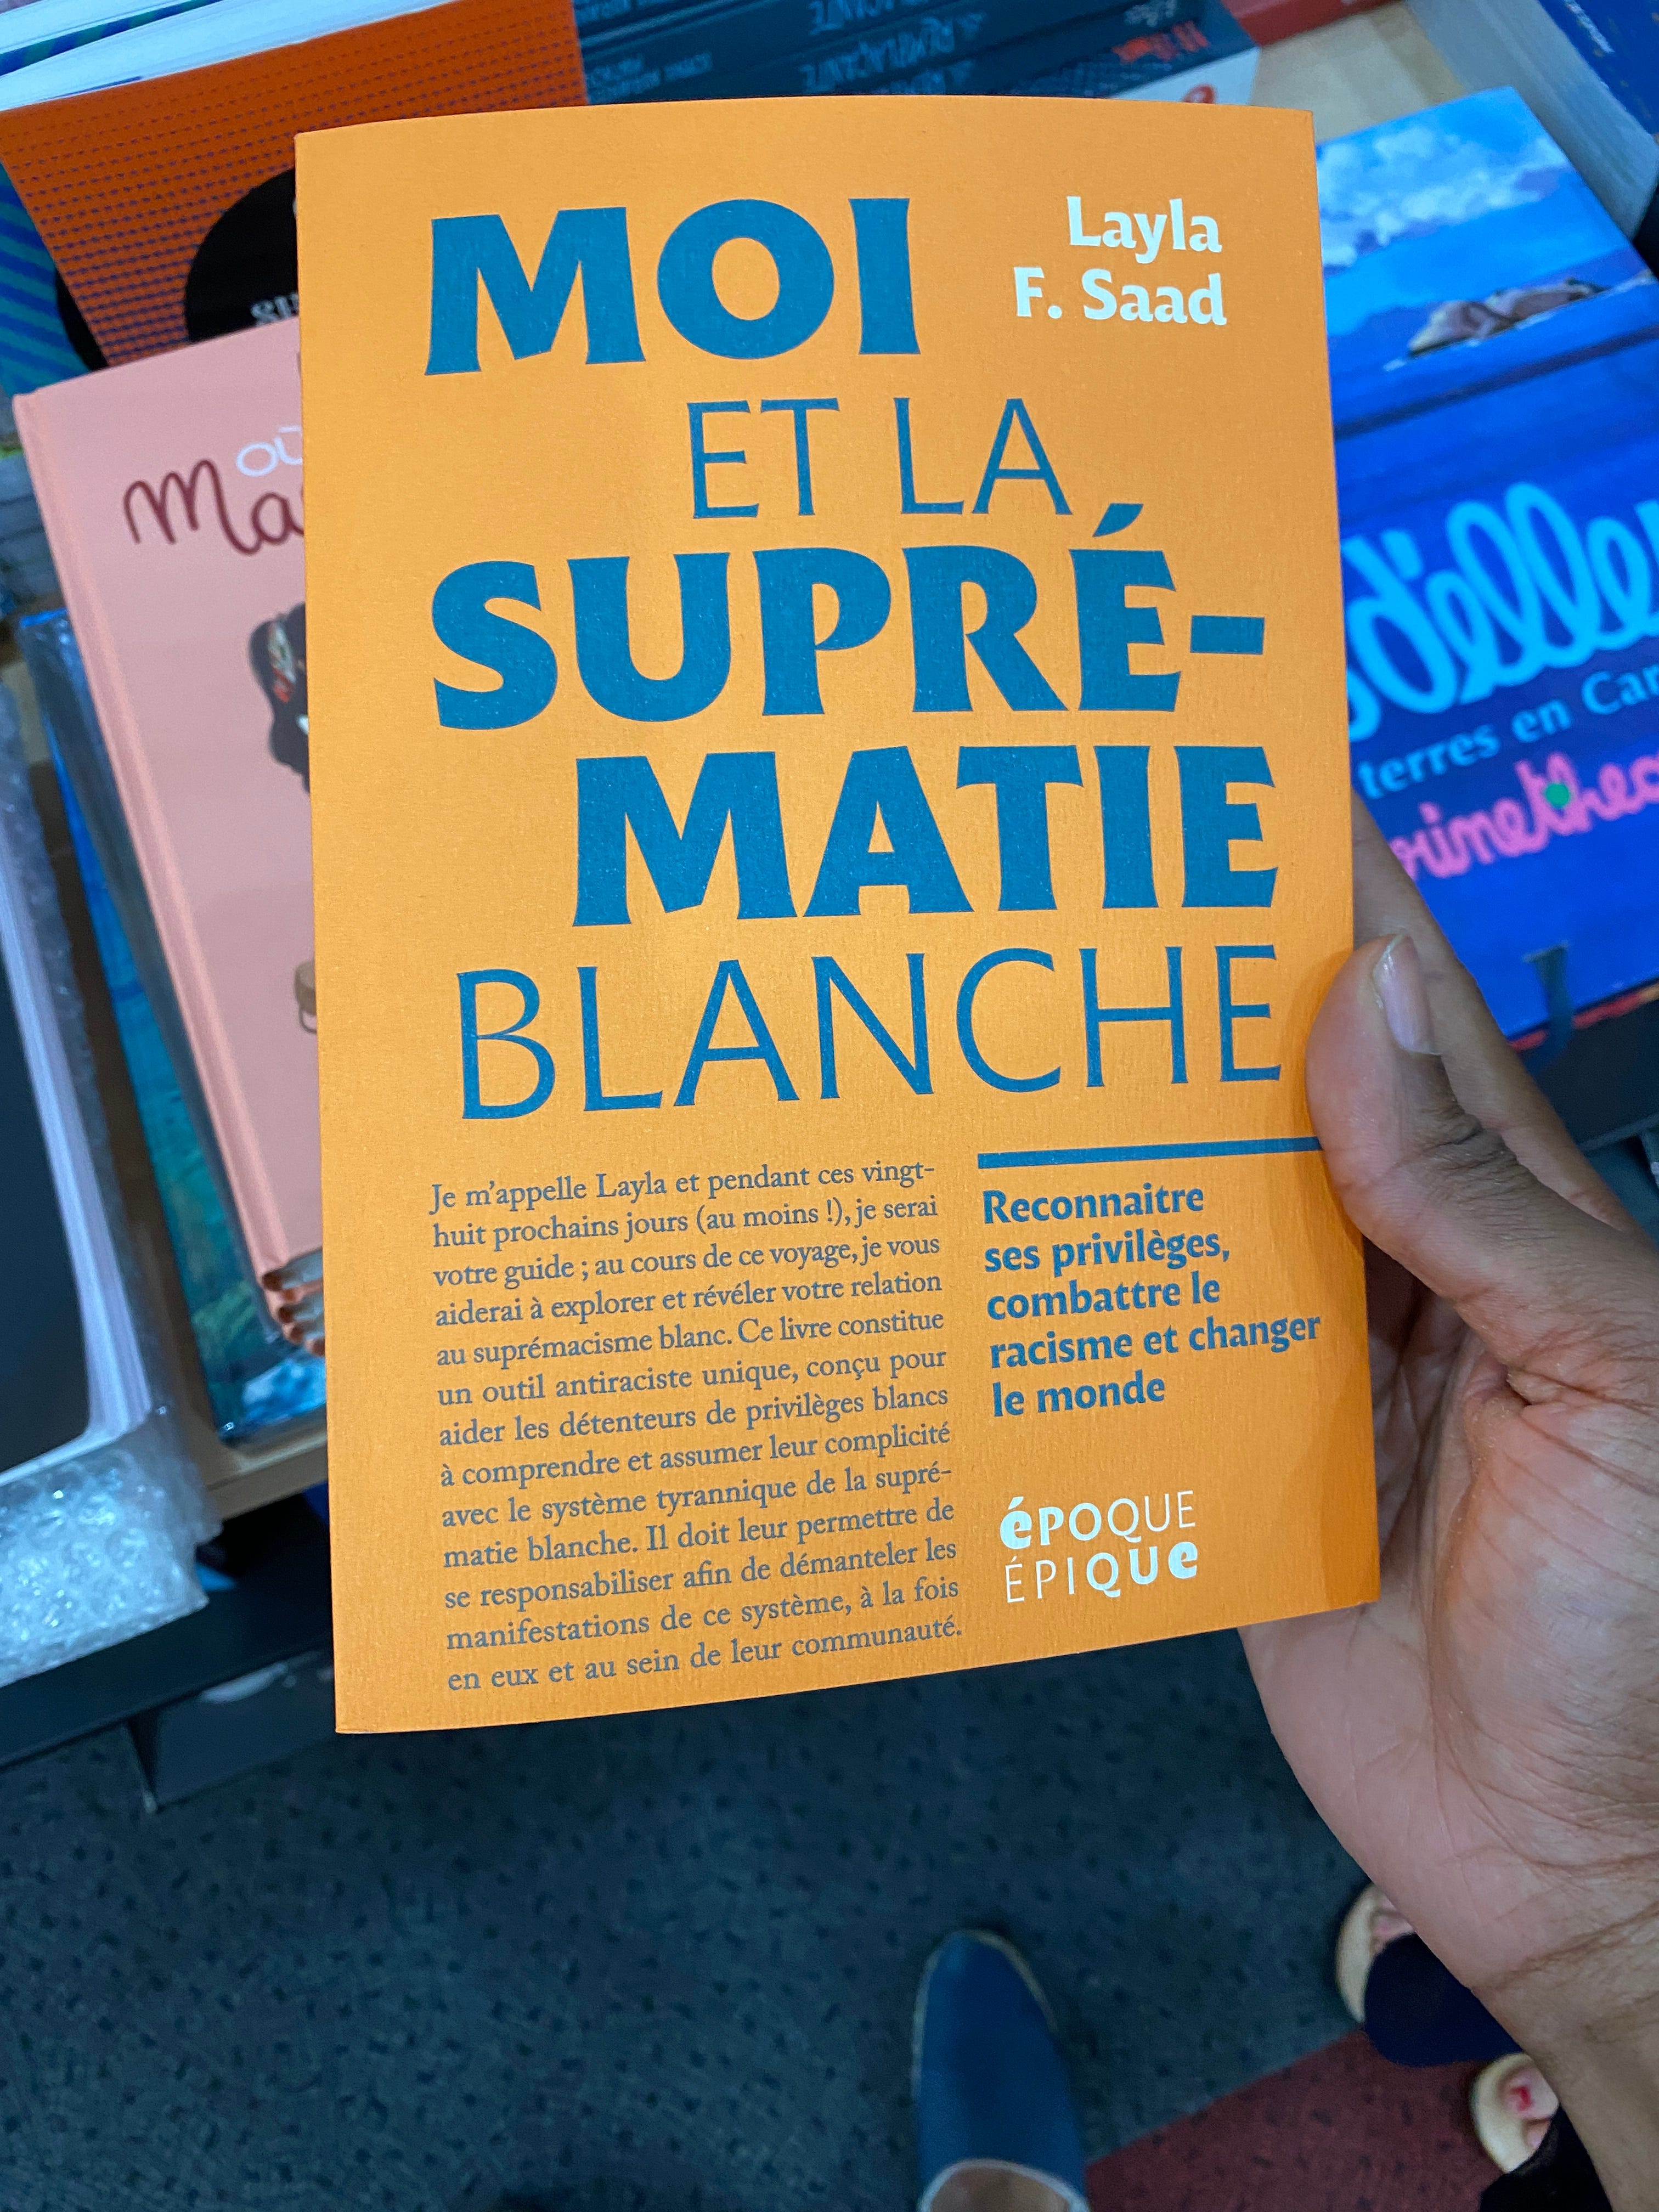 MOI
Layla
F. Saad
ET LA
SUPRÉ-
MATIE
BLANCHE
Je m'appelle Layla et pendant ces vingt-
huit prochains jours (au moins !), je serai
votre guide ; au cours de ce voyage, je vous
aiderai à explorer et révéler votre relation
au suprémacisme blanc. Ce livre constitue
un outil antiraciste unique, conçu pour
aider les détenteurs de privilèges blancs
à comprendre et assumer leur complicité
avec le système tyrannique de la supré-
matie blanche. Il doit leur permettre de
se responsabiliser afin de démanteler les
manifestations de ce système, à la fois
en eux et au sein de leur communauté.
Reconnaitre
ses privilèges,
combattre le
racisme et changer
le monde
éPOQUE
ÉPIQUe
OÙ
Ma
d'elle
terres en Car